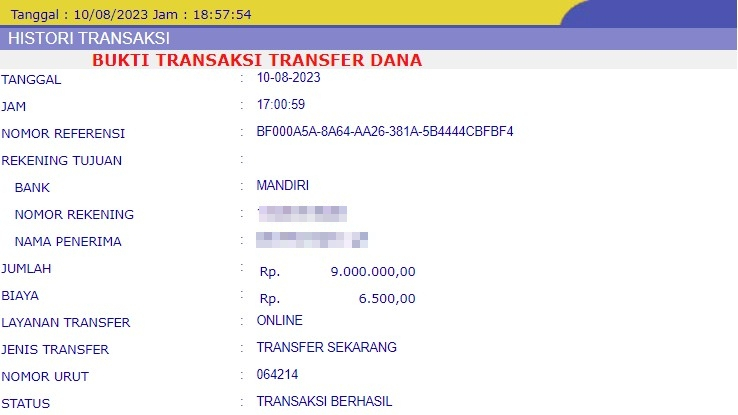 Tanggal : 10/08/2023 Jam : 18:57:54
HISTORI TRANSAKSI
BUKTI TRANSAKSI TRANSFER DANA
TANGGAL : 10-08-2023
JAM : 17:00:59
NOMOR REFERENSI : BF000A5A-8A64-AA26-381A-5B4444CBFBF4
REKENING TUJUAN :
BANK : MANDIRI
NOMOR REKENING :
NAMA PENERIMA :
JUMLAH : Rp. 9.000.000,00
BIAYA : Rp. 6.500,00
LAYANAN TRANSFER : ONLINE
JENIS TRANSFER : TRANSFER SEKARANG
NOMOR URUT : 064214
STATUS : TRANSAKSI BERHASIL